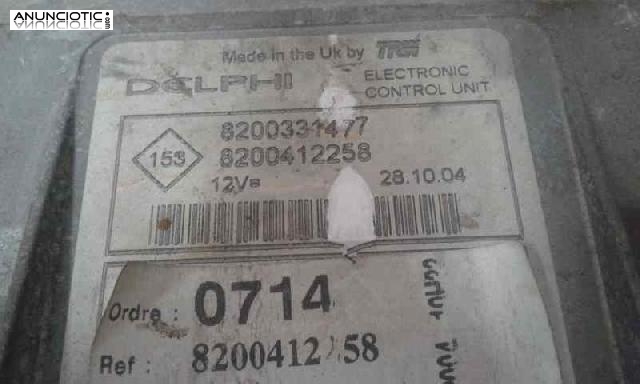 ANUNCIOTIC.com
Made in the Uk by TRW
DELPHI
ELECTRONIC
CONTROL UNIT
8200331477
153
8200412258
12V
28.10.04
Ordre : 0714
Ref : 8200412 58